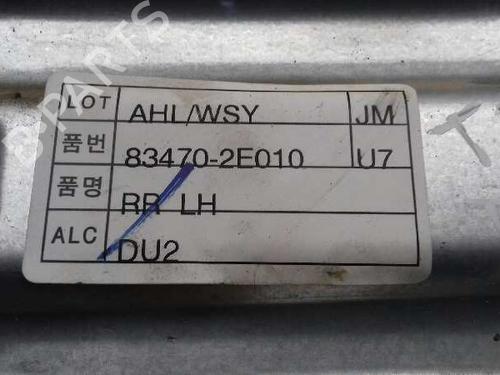 LOT AHL/WSY JM
품번 83470-2E010 U7
품명 RR LH
ALC DU2
B-PARTS
T